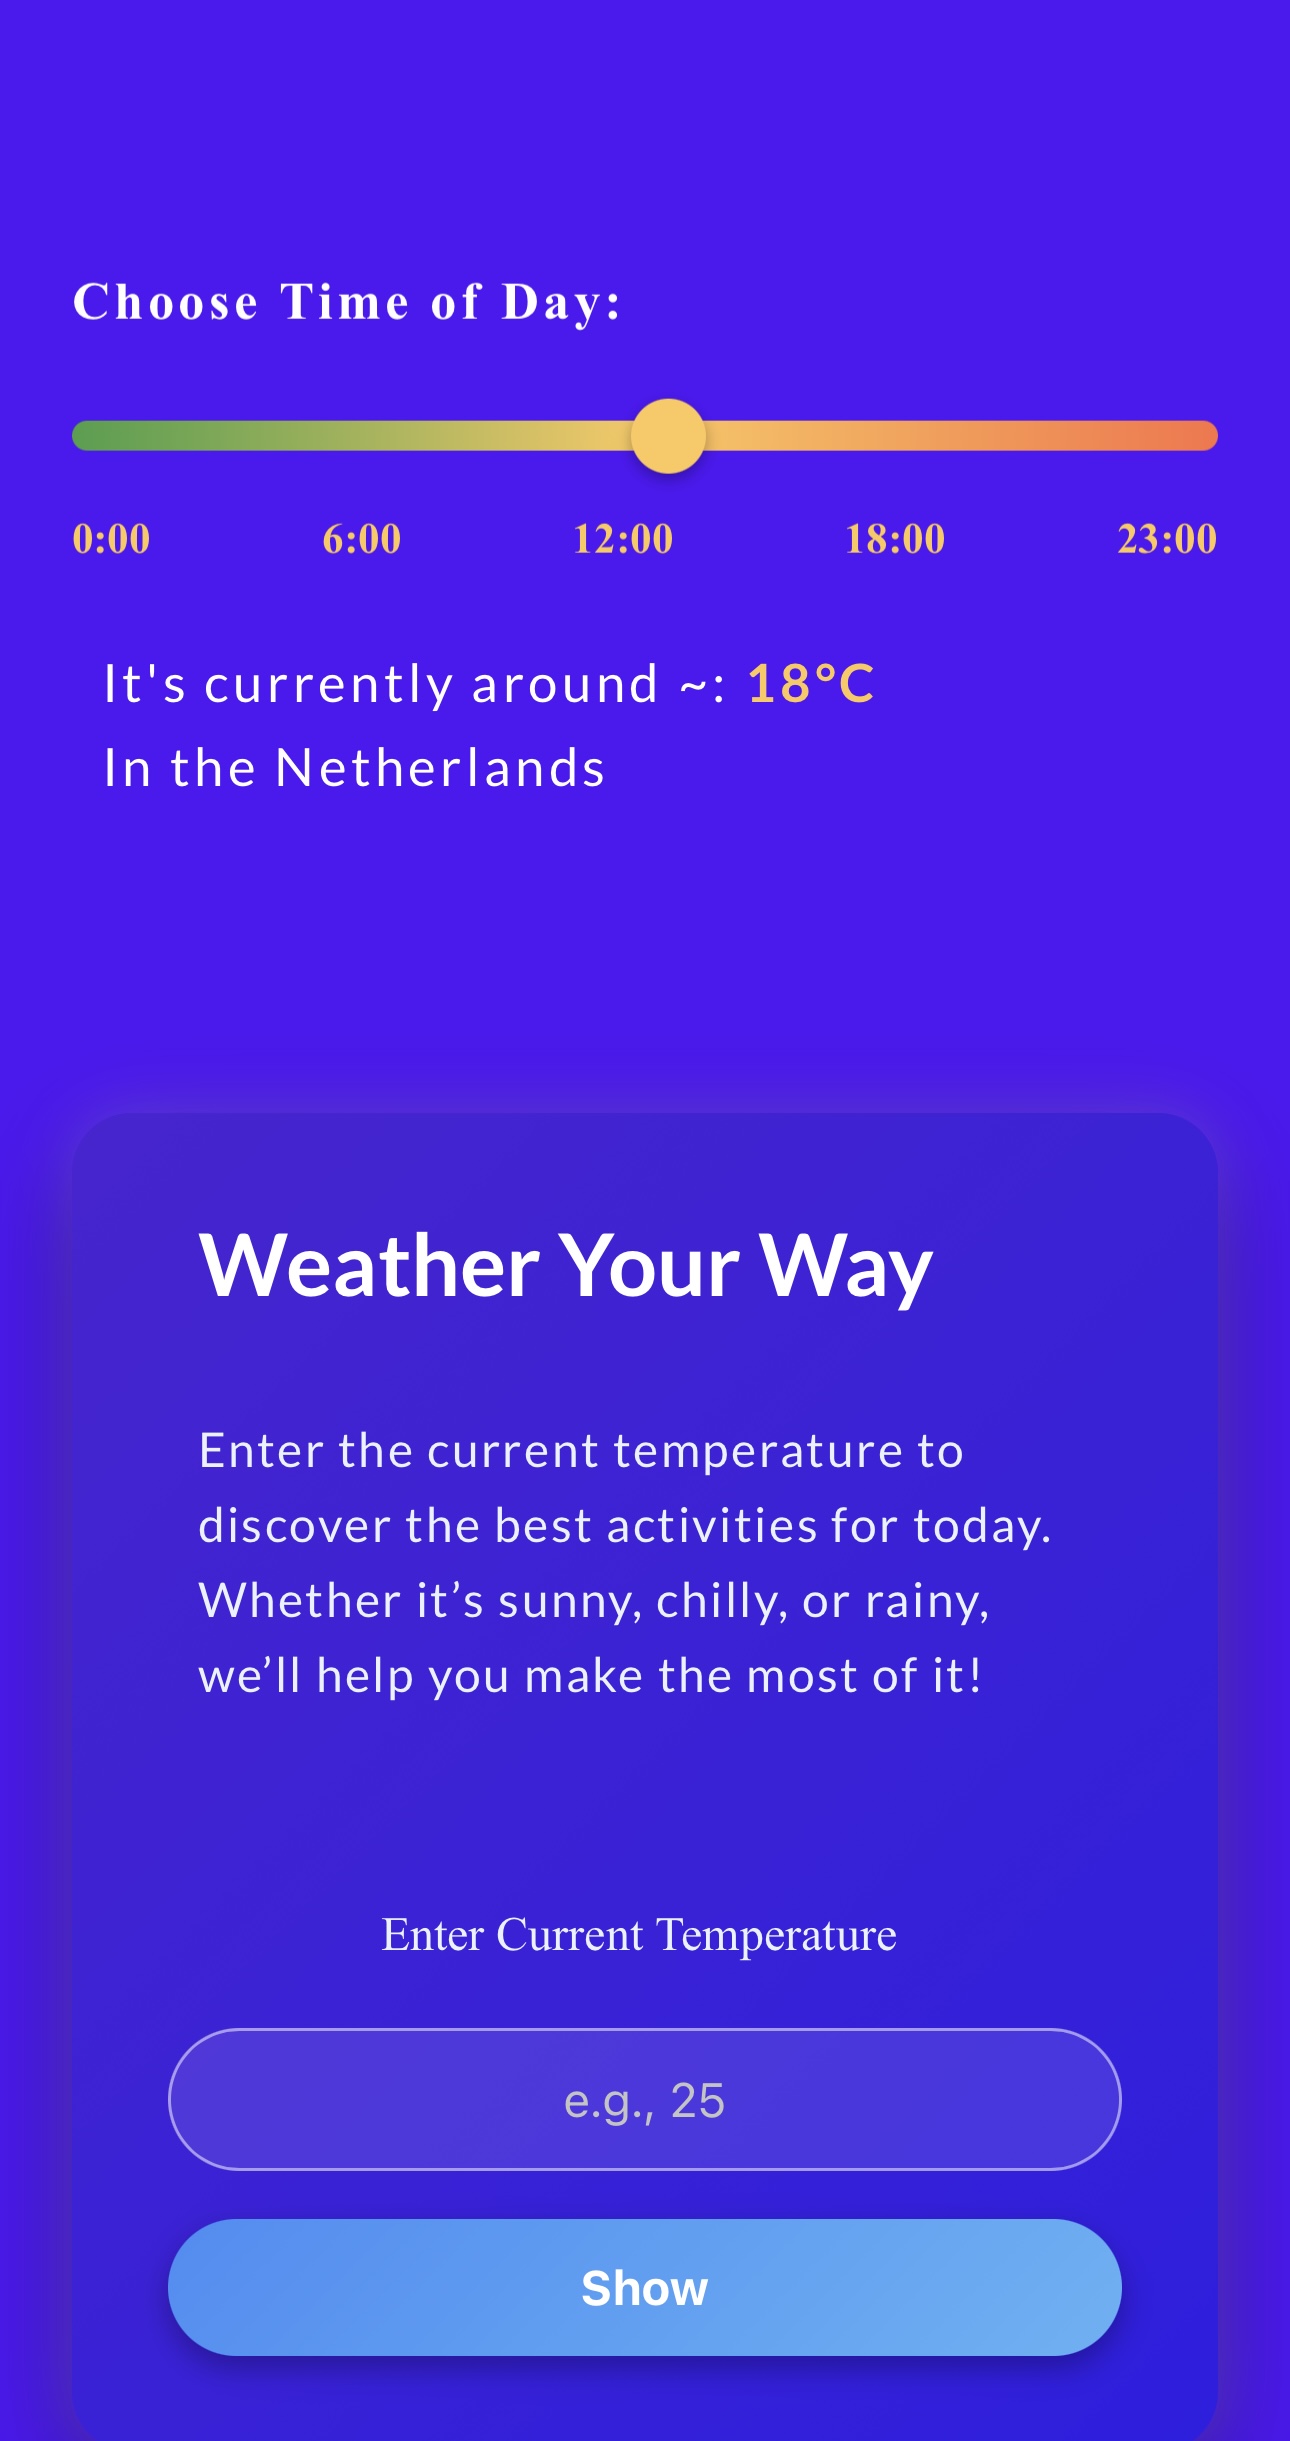 Choose Time of Day:
0:00 6:00 12:00 18:00 23:00
It's currently around ~: 18°C
In the Netherlands
Weather Your Way
Enter the current temperature to
discover the best activities for today.
Whether it’s sunny, chilly, or rainy,
we’ll help you make the most of it!
Enter Current Temperature
e.g., 25
Show